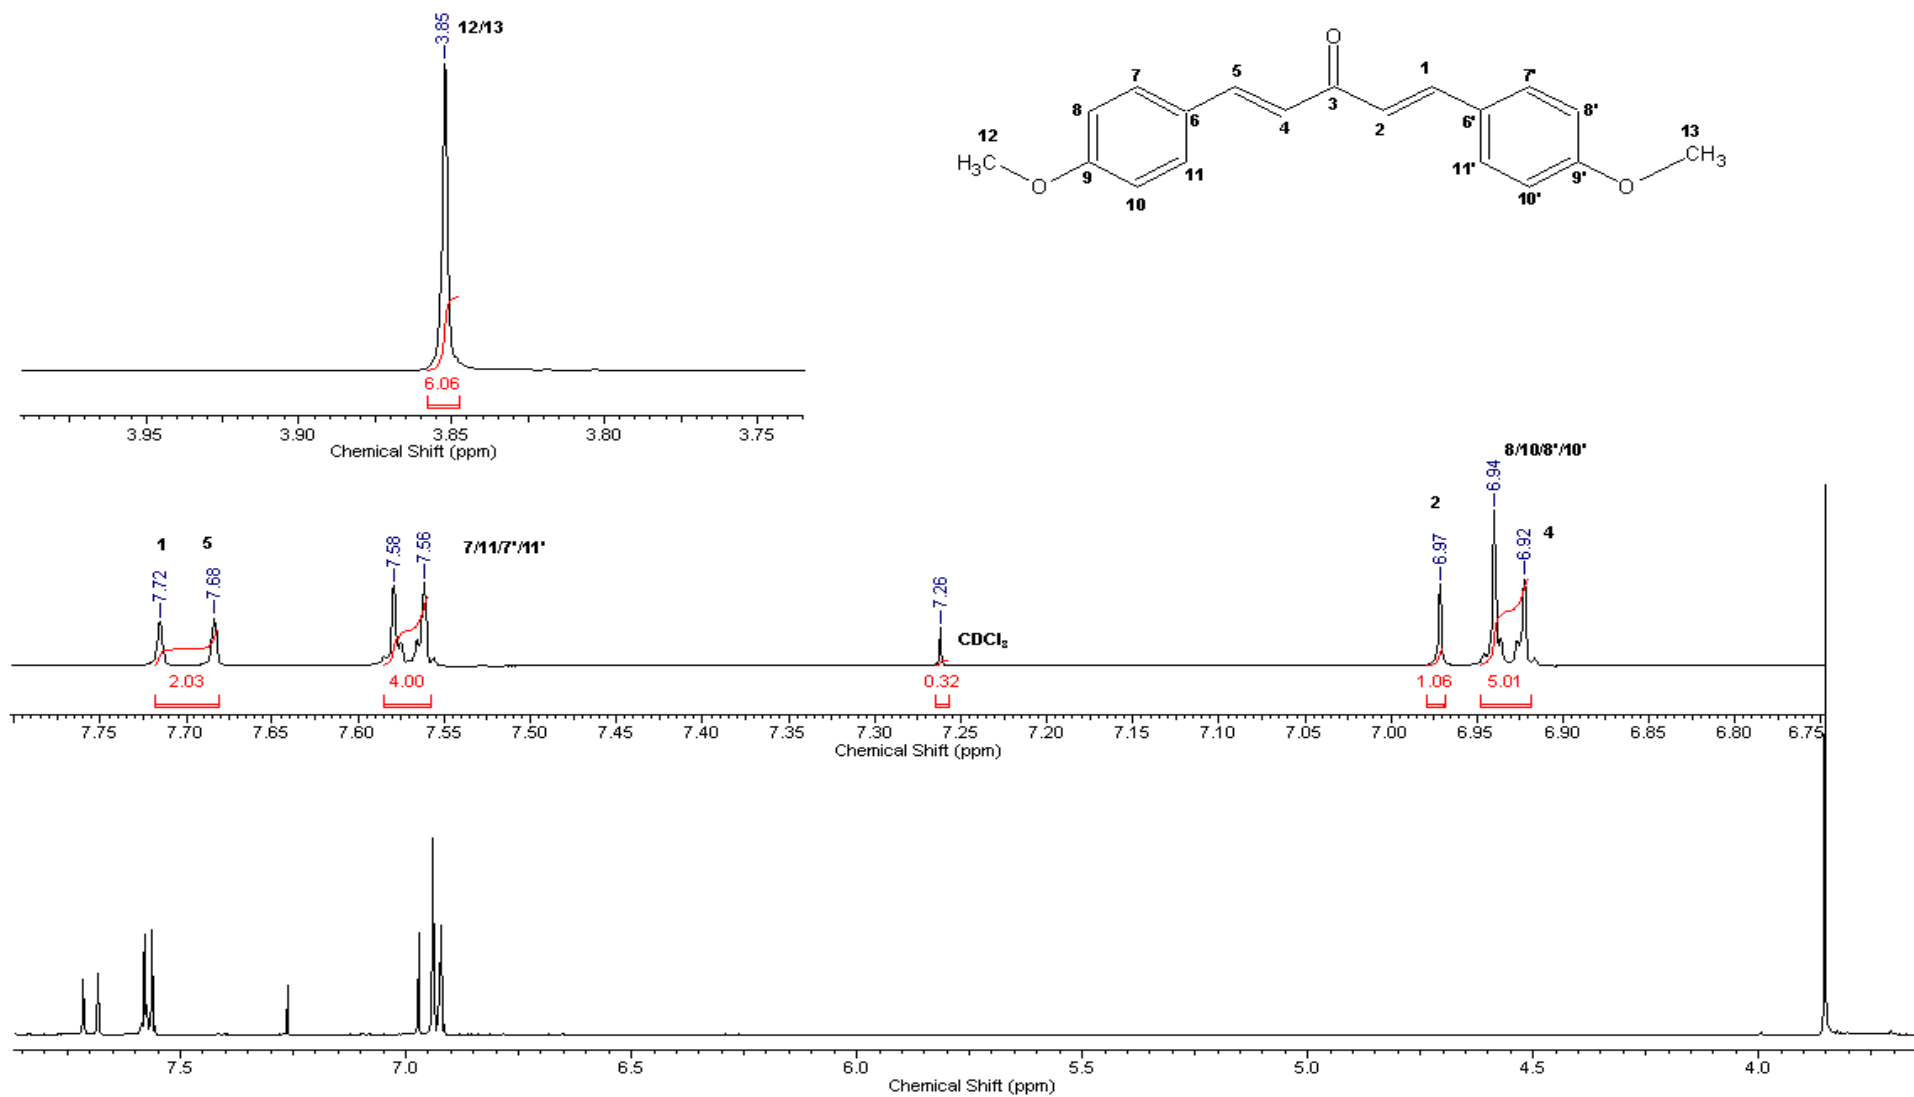 3.85
12/13
6.06
3.95 3.90 3.85 3.80 3.75
Chemical Shift (ppm)
O
5 1
7 7'
8 3 8'
6 4 2 6'
12 13
H₃C CH₃
9 11 11' 9'
O O
10 10'
8/10/8'/10'
6.94
2
1 5 7.58 7.56 7/11/7'/11' 6.97 6.92 4
7.72 7.68 7.26
CDCl₃
2.03 4.00 0.32 1.06 5.01
7.75 7.70 7.65 7.60 7.55 7.50 7.45 7.40 7.35 7.30 7.25 7.20 7.15 7.10 7.05 7.00 6.95 6.90 6.85 6.80 6.75
Chemical Shift (ppm)
7.5 7.0 6.5 6.0 5.5 5.0 4.5 4.0
Chemical Shift (ppm)